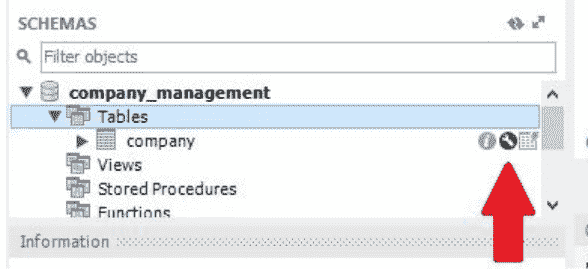 SCHEMAS
Filter objects
company_management
Tables
company
Views
Stored Procedures
Functions
Information